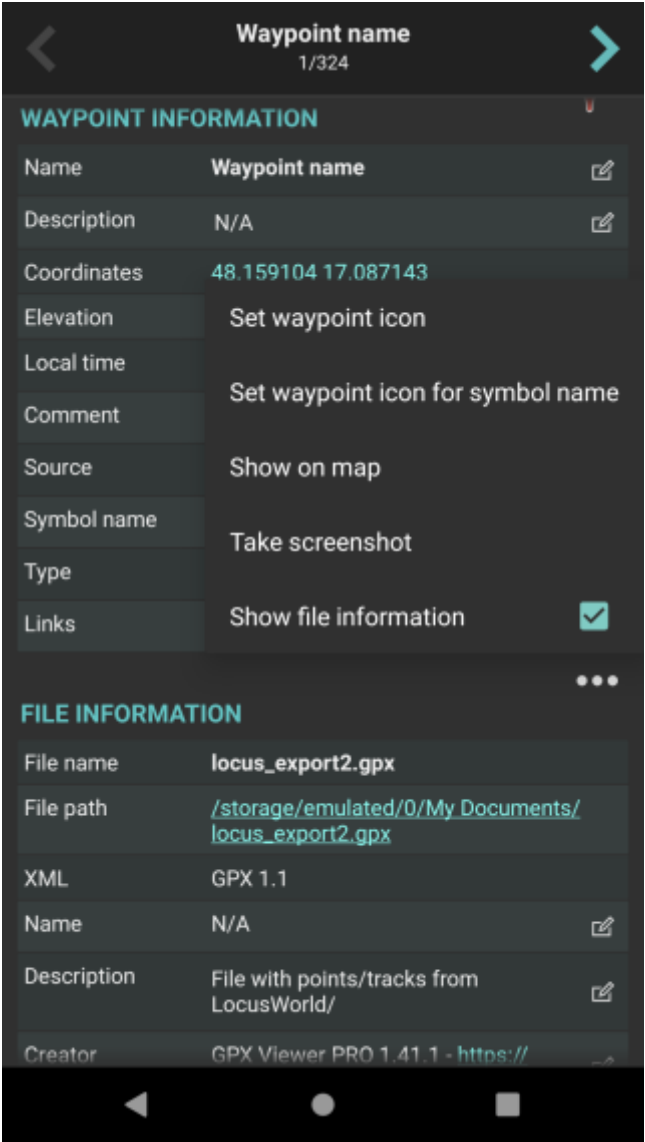 Waypoint name
1/324
WAYPOINT INFORMATION
Name Waypoint name
Description N/A
Coordinates 48.159104 17.087143
Elevation
Local time
Comment
Source
Symbol name
Type
Links
Set waypoint icon
Set waypoint icon for symbol name
Show on map
Take screenshot
Show file information
FILE INFORMATION
File name locus_export2.gpx
File path /storage/emulated/0/My Documents/
locus_export2.gpx
XML GPX 1.1
Name N/A
Description File with points/tracks from
LocusWorld/
Creator GPX Viewer PRO 1.41.1 - https://